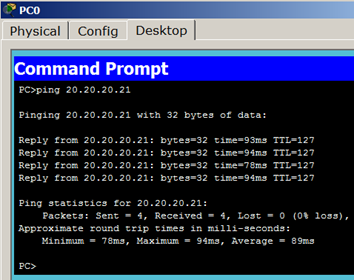 PC0
Physical Config Desktop
Command Prompt
PC>ping 20.20.20.21
Pinging 20.20.20.21 with 32 bytes of data:
Reply from 20.20.20.21: bytes=32 time=93ms TTL=127
Reply from 20.20.20.21: bytes=32 time=94ms TTL=127
Reply from 20.20.20.21: bytes=32 time=78ms TTL=127
Reply from 20.20.20.21: bytes=32 time=94ms TTL=127
Ping statistics for 20.20.20.21:
Packets: Sent = 4, Received = 4, Lost = 0 (0% loss),
Approximate round trip times in milli-seconds:
Minimum = 78ms, Maximum = 94ms, Average = 89ms
PC>